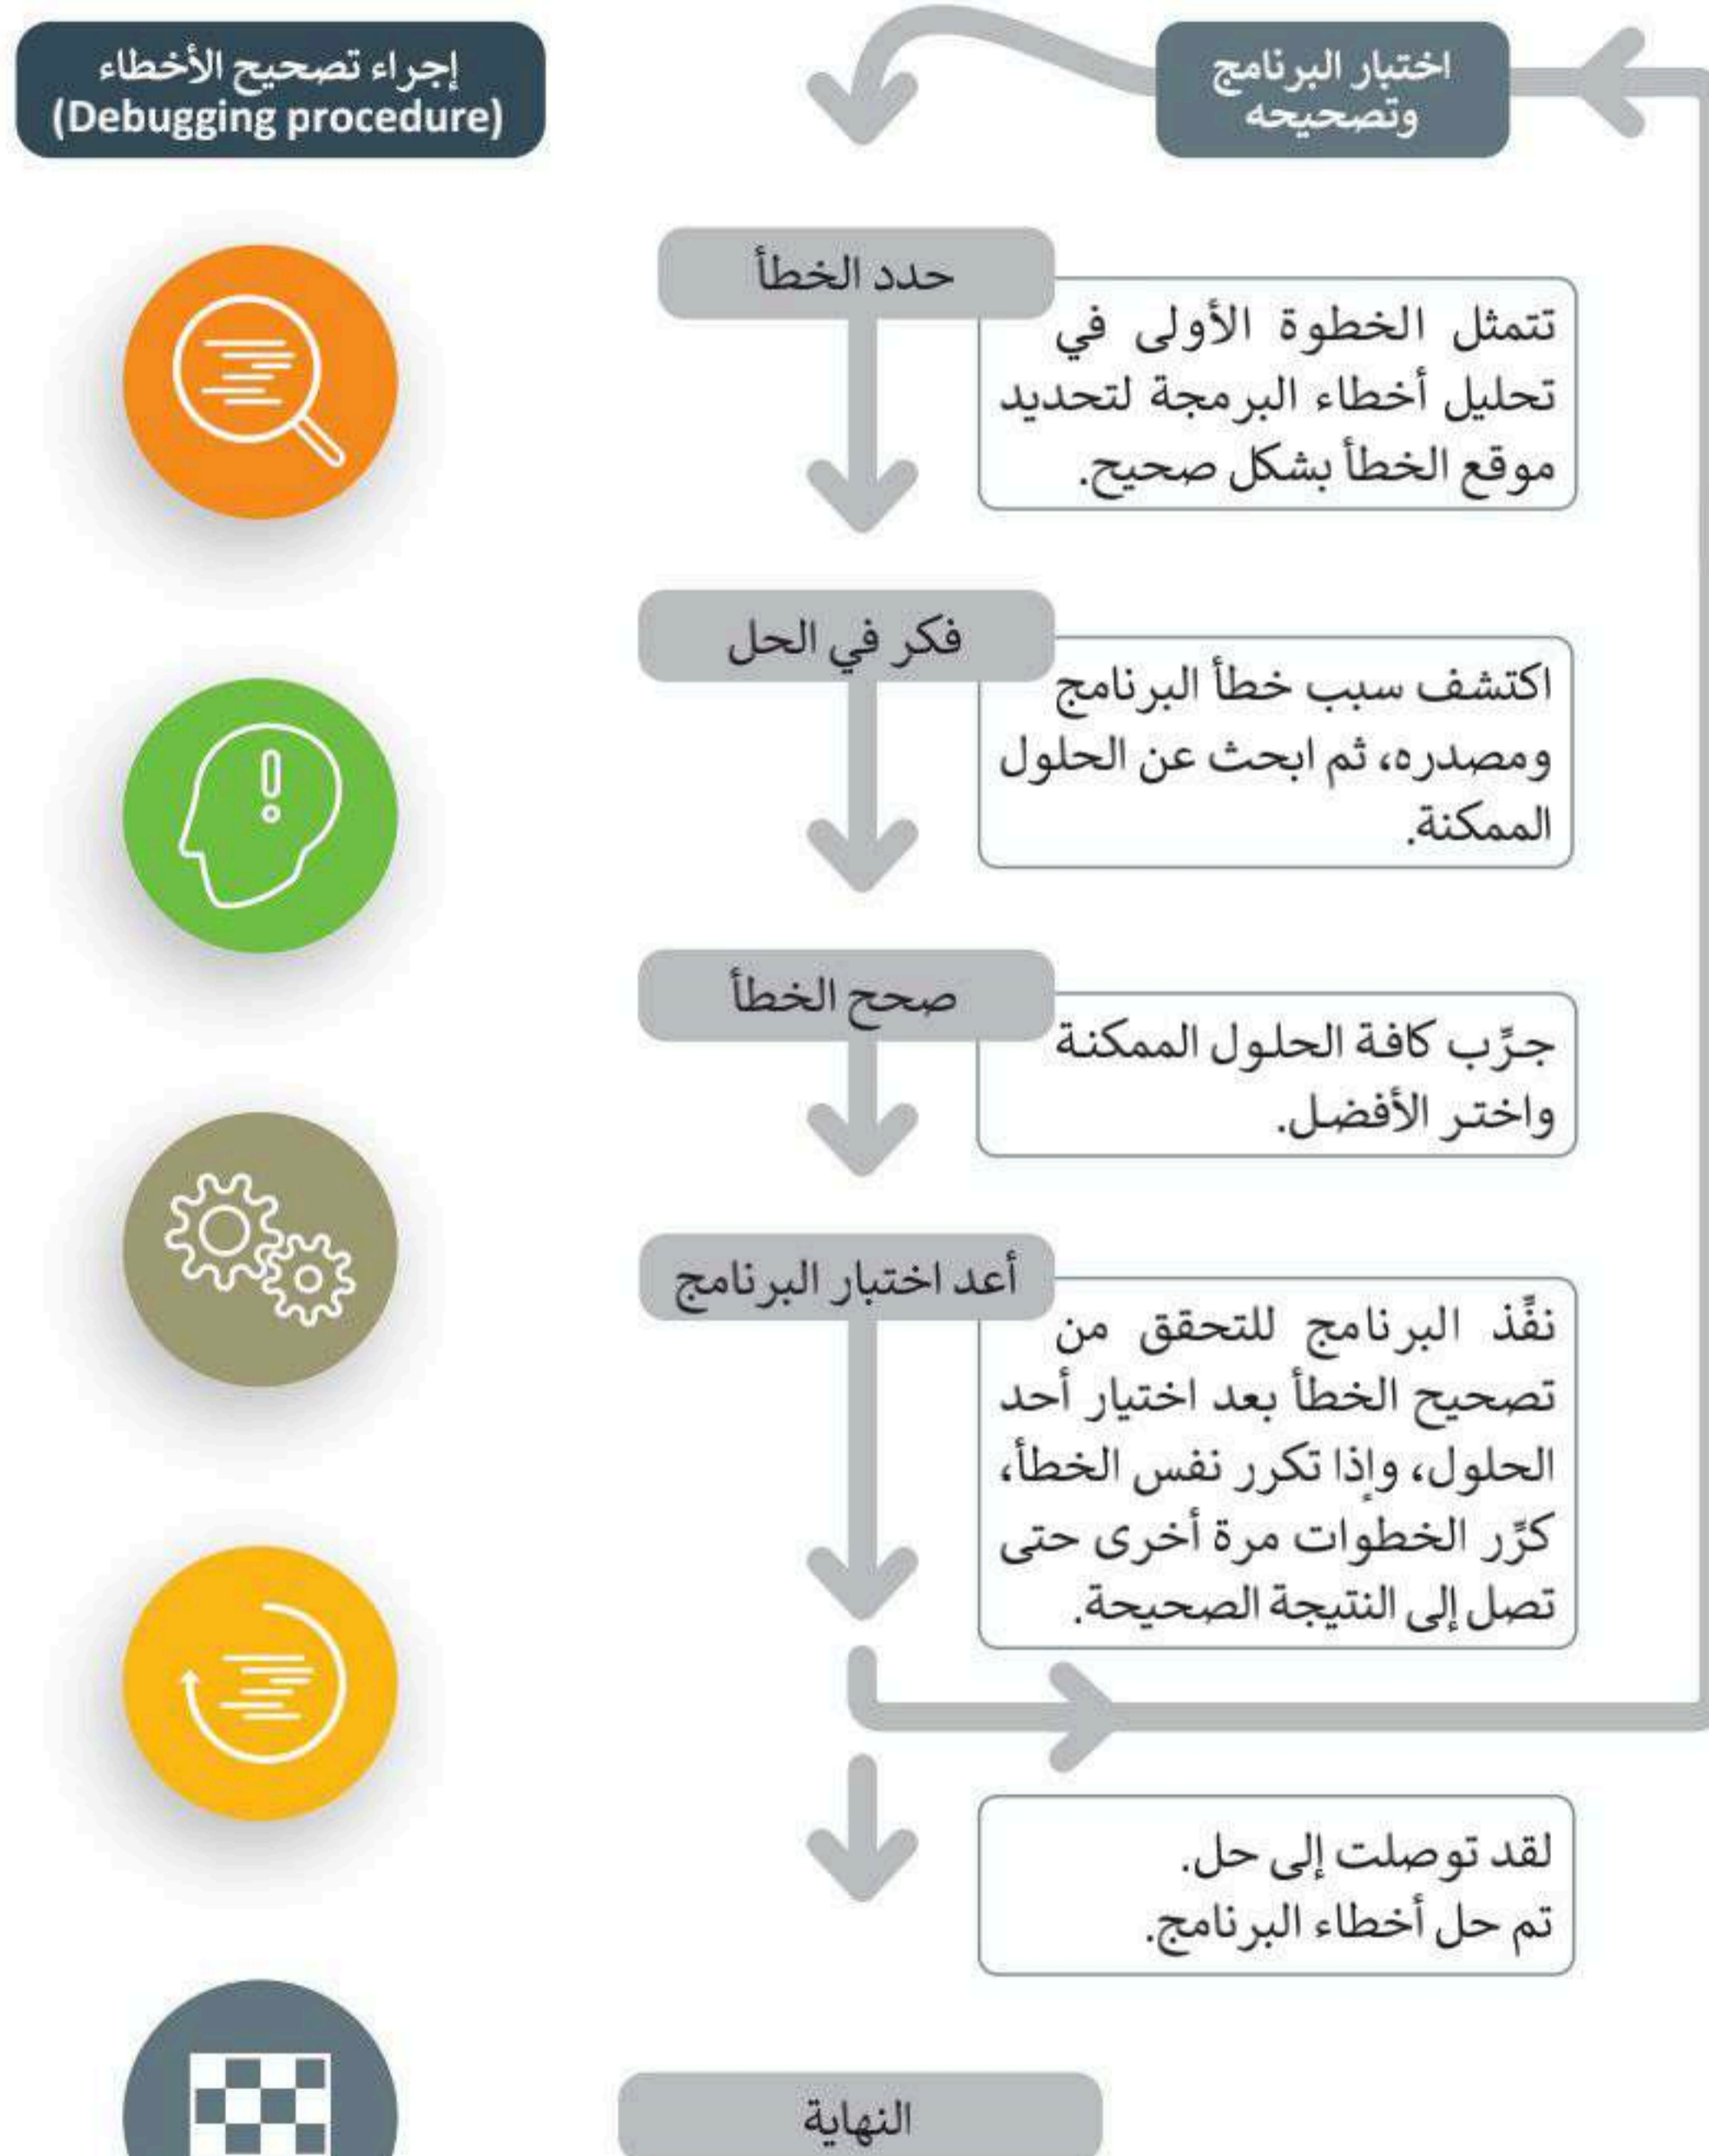 إجراء تصحيح الأخطاء
(Debugging procedure)
اختبار البرنامج
وتصحيحه
حدد الخطأ
تتمثل الخطوة الأولى في
تحليل أخطاء البرمجة لتحديد
موقع الخطأ بشكل صحيح.
فكر في الحل
اكتشف سبب خطأ البرنامج
ومصدره، ثم ابحث عن الحلول
الممكنة.
صحح الخطأ
جرِّب كافة الحلول الممكنة
واختر الأفضل.
أعد اختبار البرنامج
نفِّذ البرنامج للتحقق من
تصحيح الخطأ بعد اختيار أحد
الحلول، وإذا تكرر نفس الخطأ،
كرِّر الخطوات مرة أخرى حتى
تصل إلى النتيجة الصحيحة.
لقد توصلت إلى حل.
تم حل أخطاء البرنامج.
النهاية